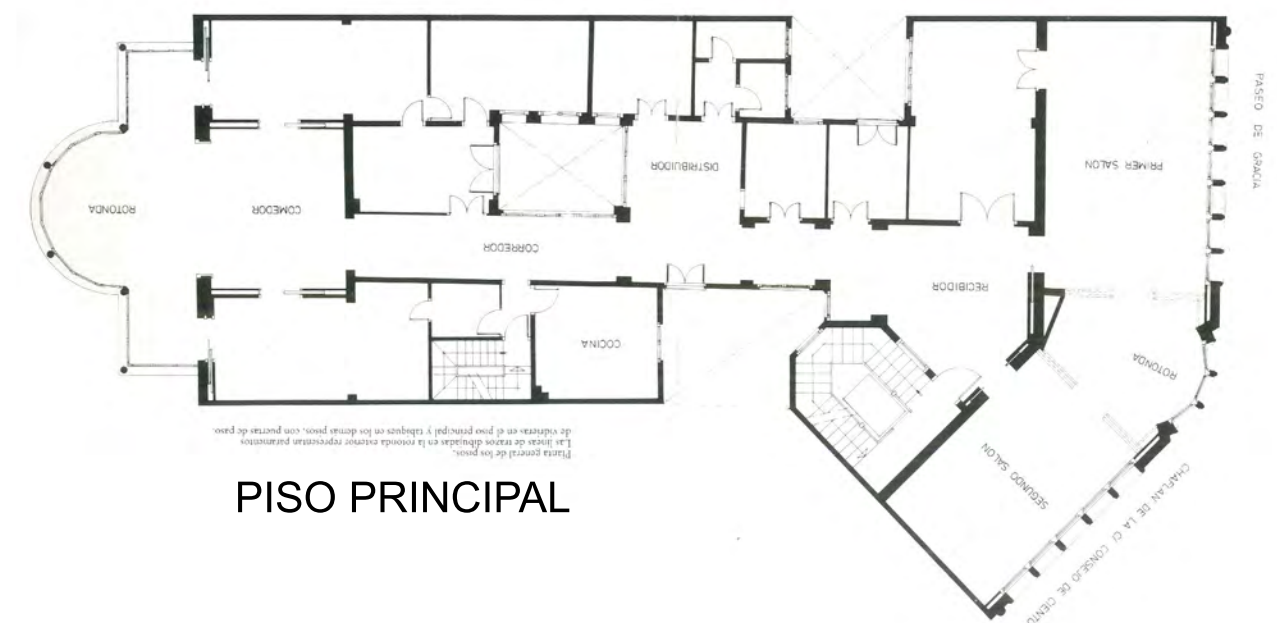 PASEO DE GRACIA
PRIMER SALON
DISTRIBUIDOR
ROTONDA
COMEDOR
CORREDOR
RECIBIDOR
COCINA
ROTONDA
SEGUNDO SALON
CHAFLAN DE LA C/ CONSEJO DE CIENTO
Planta general de los pisos.
Las líneas de trazos dibujadas en la rotonda exterior representan paramentos
de vidrieras en el piso principal y tabiques en los demas pisos, con puertas de paso.
PISO PRINCIPAL